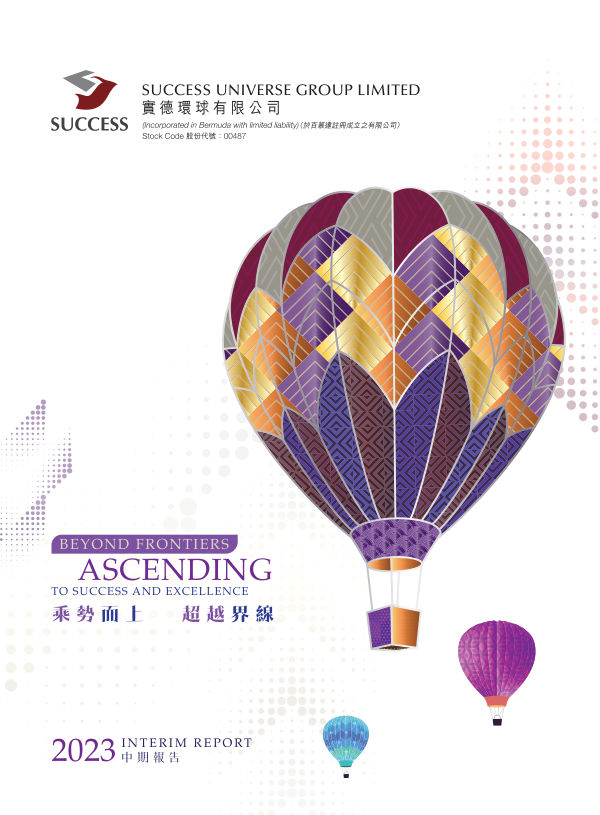 SUCCESS
SUCCESS UNIVERSE GROUP LIMITED
實德環球有限公司
(Incorporated in Bermuda with limited liability) (於百慕達註冊成立之有限公司)
Stock Code 股份代號：00487
BEYOND FRONTIERS
ASCENDING
TO SUCCESS AND EXCELLENCE
乘勢而上 超越界線
2023 INTERIM REPORT
中期報告